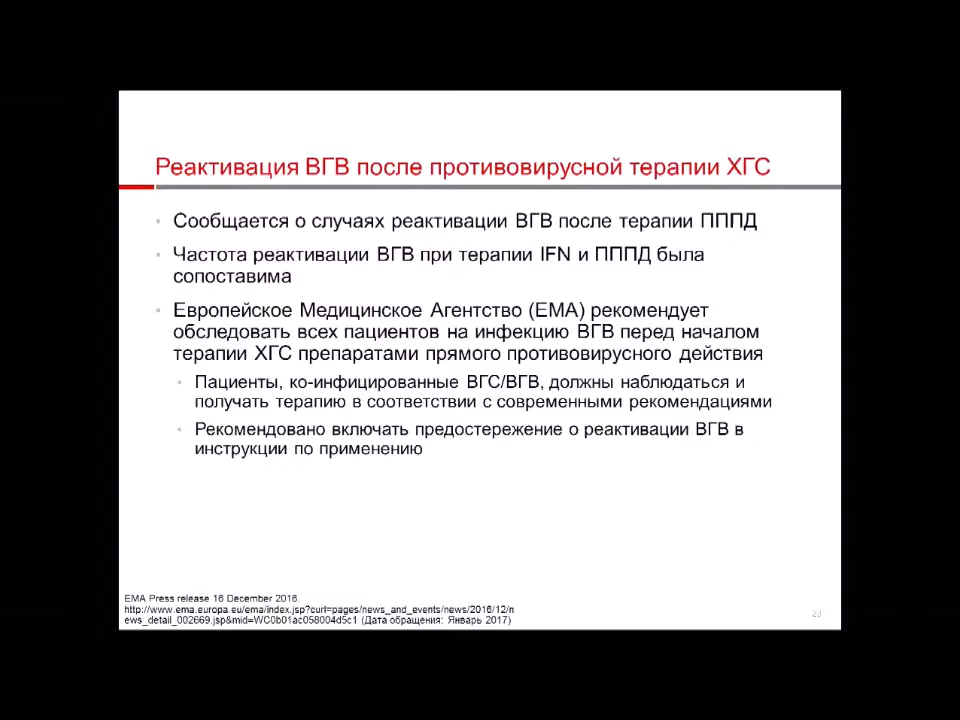 Реактивация ВГВ после противовирусной терапии ХГС
• Сообщается о случаях реактивации ВГВ после терапии ПППД
• Частота реактивации ВГВ при терапии IFN и ПППД была
сопоставима
• Европейское Медицинское Агентство (EMA) рекомендует
обследовать всех пациентов на инфекцию ВГВ перед началом
терапии ХГС препаратами прямого противовирусного действия
• Пациенты, ко-инфицированные ВГС/ВГВ, должны наблюдаться и
получать терапию в соответствии с современными рекомендациями
• Рекомендовано включать предостережение о реактивации ВГВ в
инструкции по применению
EMA Press release 16 December 2016.
http://www.ema.europa.eu/ema/index.jsp?curl=pages/news_and_events/news/2016/12/n
ews_detail_002669.jsp&mid=WC0b01ac058004d5c1 (Дата обращения: Январь 2017)